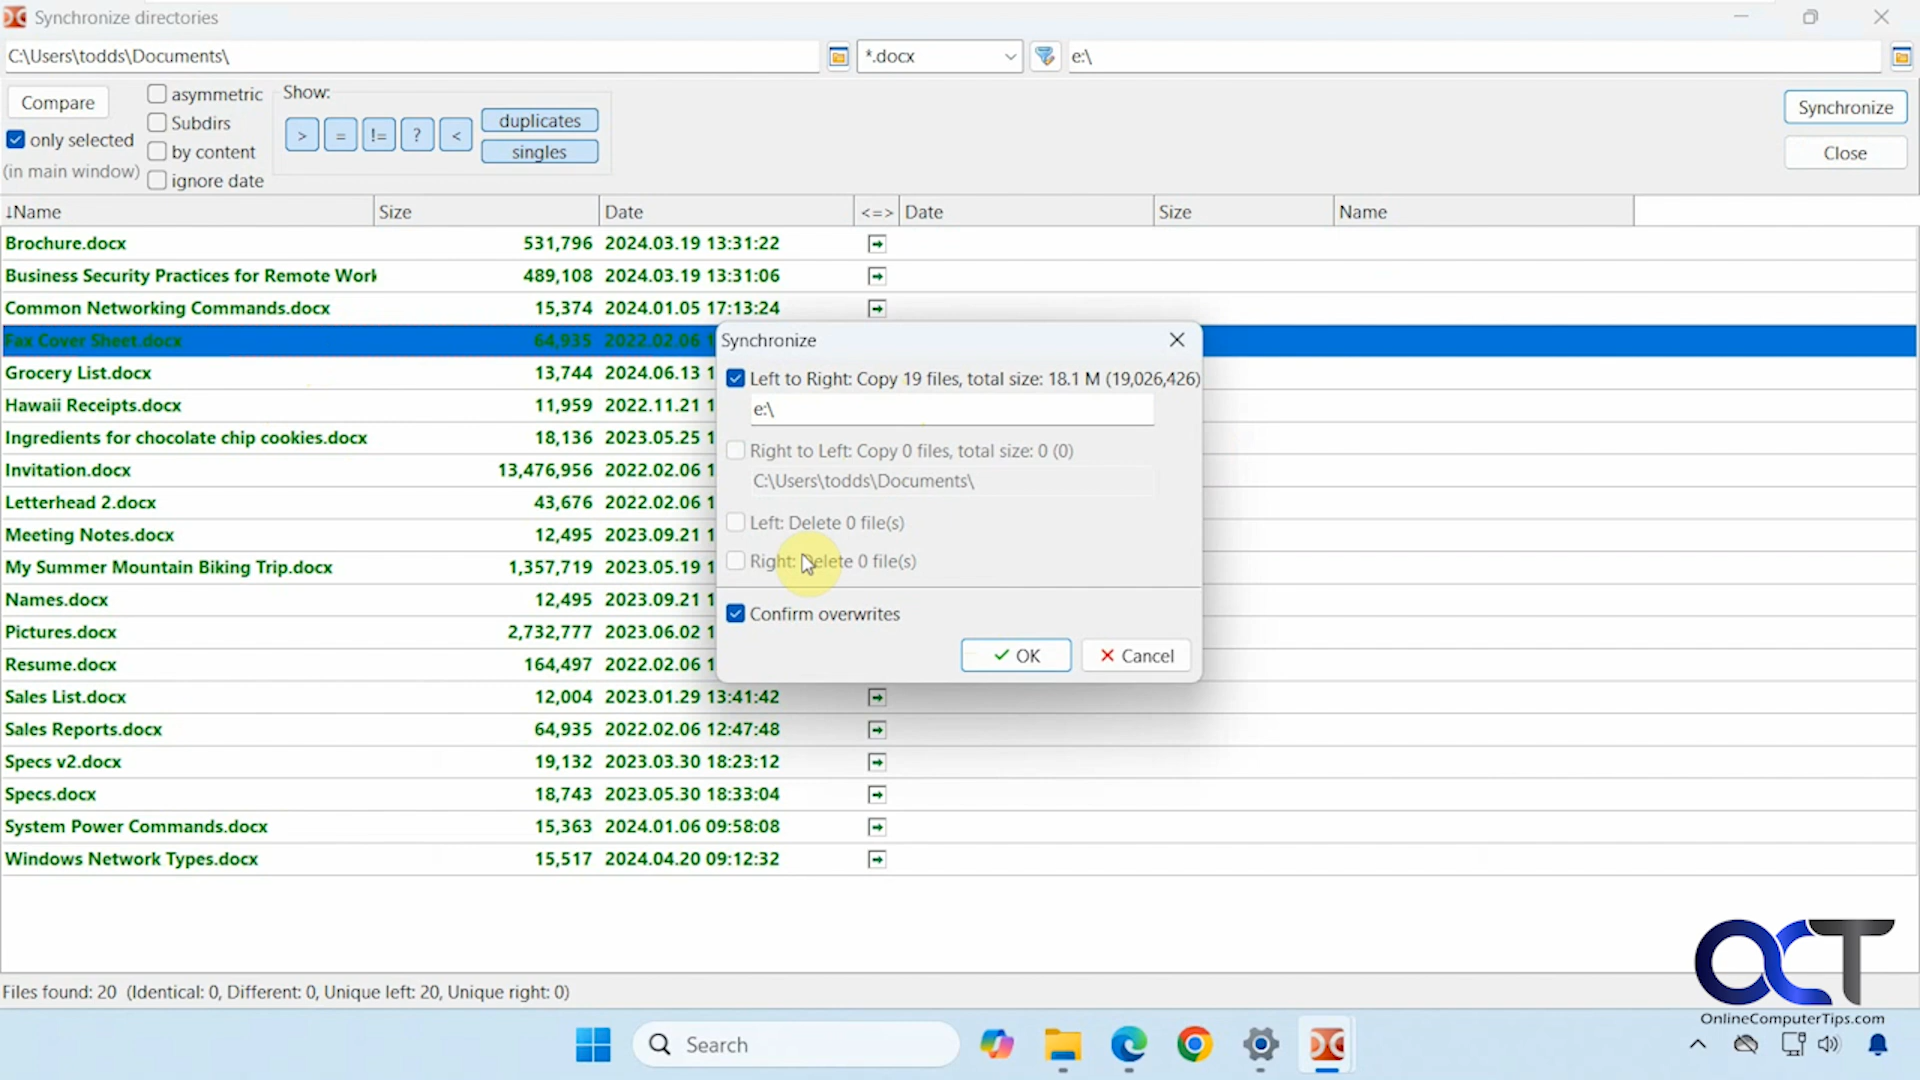 Synchronize directories
C:\Users\todds\Documents\ *.docx e:\
Compare asymmetric Show: Synchronize
only selected Subdirs > = != ? < duplicates
(in main window) by content singles Close
ignore date
↓Name Size Date <=> Date Size Name
Brochure.docx 531,796 2024.03.19 13:31:22
Business Security Practices for Remote Work 489,108 2024.03.19 13:31:06
Common Networking Commands.docx 15,374 2024.01.05 17:13:24
Fax Cover Sheet.docx 64,935 2022.02.06 1
Grocery List.docx 13,744 2024.06.13 1
Hawaii Receipts.docx 11,959 2022.11.21 1
Ingredients for chocolate chip cookies.docx 18,136 2023.05.25 1
Invitation.docx 13,476,956 2022.02.06 1
Letterhead 2.docx 43,676 2022.02.06 1
Meeting Notes.docx 12,495 2023.09.21 1
My Summer Mountain Biking Trip.docx 1,357,719 2023.05.19 1
Names.docx 12,495 2023.09.21 1
Pictures.docx 2,732,777 2023.06.02 1
Resume.docx 164,497 2022.02.06 1
Sales List.docx 12,004 2023.01.29 13:41:42
Sales Reports.docx 64,935 2022.02.06 12:47:48
Specs v2.docx 19,132 2023.03.30 18:23:12
Specs.docx 18,743 2023.05.30 18:33:04
System Power Commands.docx 15,363 2024.01.06 09:58:08
Windows Network Types.docx 15,517 2024.04.20 09:12:32
Synchronize
Left to Right: Copy 19 files, total size: 18.1 M (19,026,426)
e:\
Right to Left: Copy 0 files, total size: 0 (0)
C:\Users\todds\Documents\
Left: Delete 0 file(s)
Right: Delete 0 file(s)
Confirm overwrites
OK Cancel
Files found: 20 (Identical: 0, Different: 0, Unique left: 20, Unique right: 0)
OCT
OnlineComputerTips.com
Search